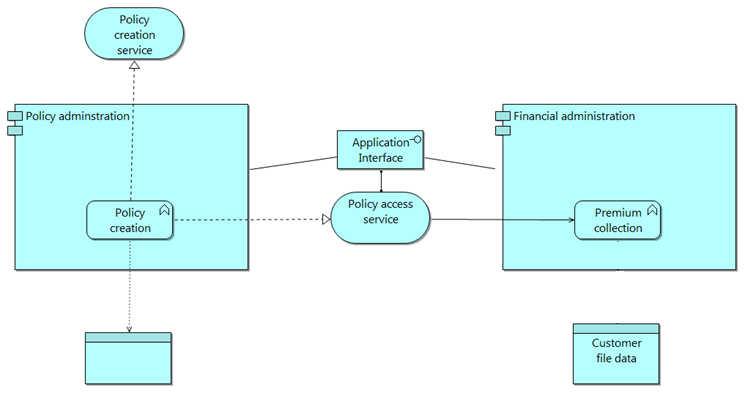 Policy
creation
service
Policy adminstration
Financial administration
Application
Interface
Policy
creation
Policy access
service
Premium
collection
Customer
file data